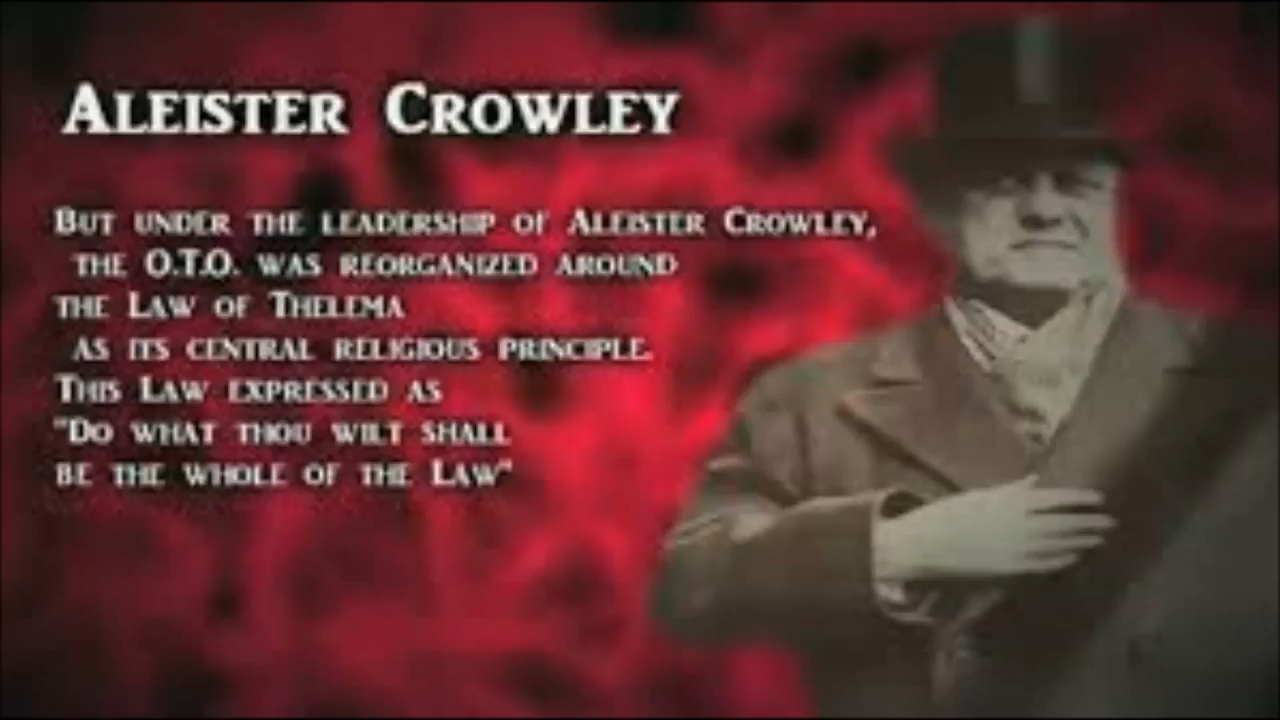 Aleister Crowley
But under the leadership of Aleister Crowley,
the O.T.O. was reorganized around
the Law of Thelema
as its central religious principle.
This Law expressed as
"Do what thou wilt shall
be the whole of the Law"